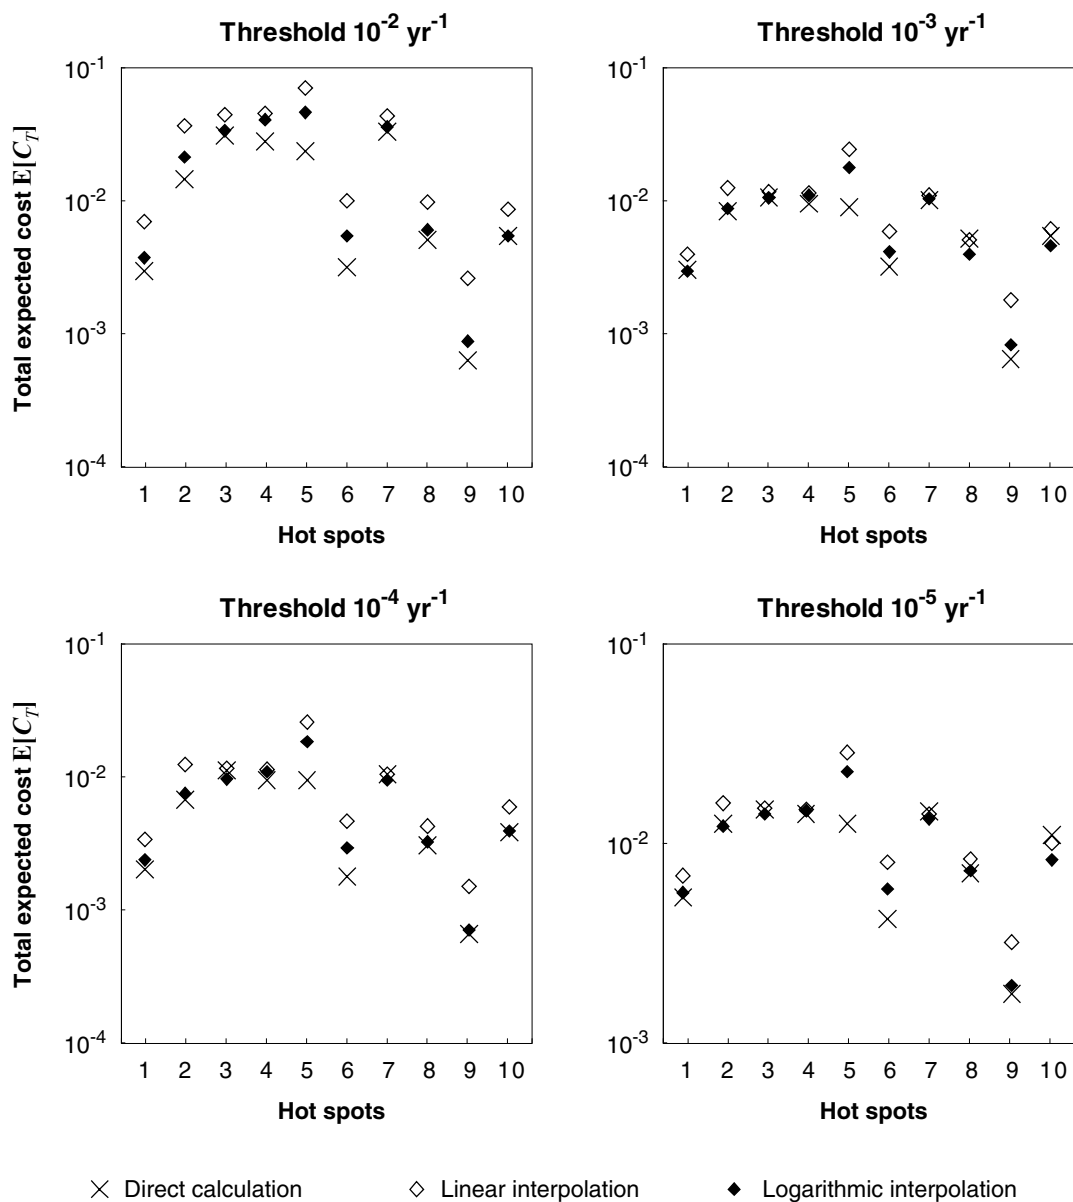 Threshold 10⁻² yr⁻¹
Total expected cost E[C_T]
10⁻¹
10⁻²
10⁻³
10⁻⁴
1 2 3 4 5 6 7 8 9 10
Hot spots
Threshold 10⁻³ yr⁻¹
10⁻¹
10⁻²
10⁻³
10⁻⁴
1 2 3 4 5 6 7 8 9 10
Hot spots
Threshold 10⁻⁴ yr⁻¹
Total expected cost E[C_T]
10⁻¹
10⁻²
10⁻³
10⁻⁴
1 2 3 4 5 6 7 8 9 10
Hot spots
Threshold 10⁻⁵ yr⁻¹
10⁻¹
10⁻²
10⁻³
1 2 3 4 5 6 7 8 9 10
Hot spots
Direct calculation
Linear interpolation
Logarithmic interpolation